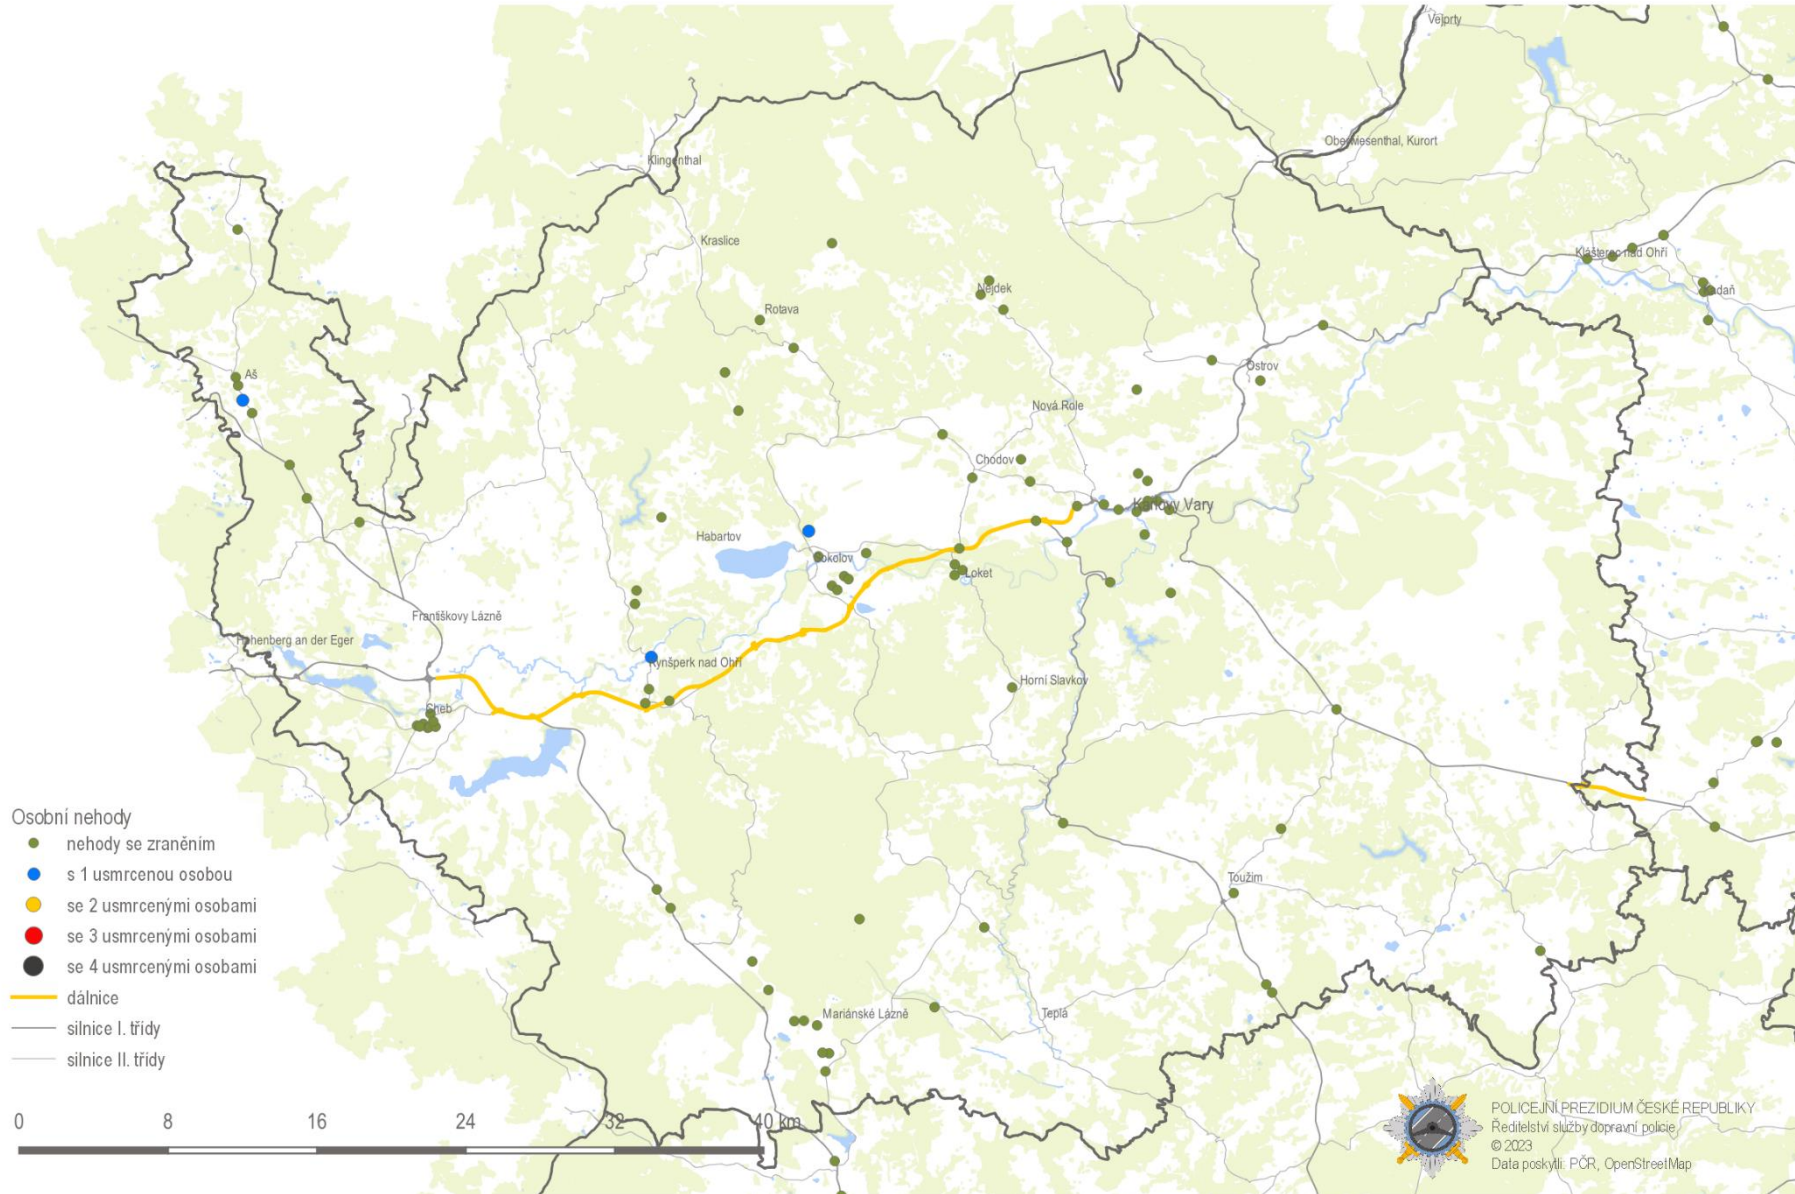 Vejprty
Oberwiesenthal, Kurort
Klingenthal
Kraslice
Klášterec nad Ohří
Nejdek
Kadaň
Rotava
Ostrov
Aš
Nová Role
Chodov
Karlovy Vary
Habartov
Sokolov
Loket
Františkovy Lázně
Hohenberg an der Eger
Kynšperk nad Ohří
Horní Slavkov
Cheb
Osobní nehody
nehody se zraněním
s 1 usmrcenou osobou
se 2 usmrcenými osobami
se 3 usmrcenými osobami
se 4 usmrcenými osobami
dálnice
silnice I. třídy
silnice II. třídy
Toužim
Mariánské Lázně
Teplá
0 8 16 24 32 40 km
POLICEJNÍ PREZIDIUM ČESKÉ REPUBLIKY
Ředitelství služby dopravní policie
© 2023
Data poskytli: PČR, OpenStreetMap